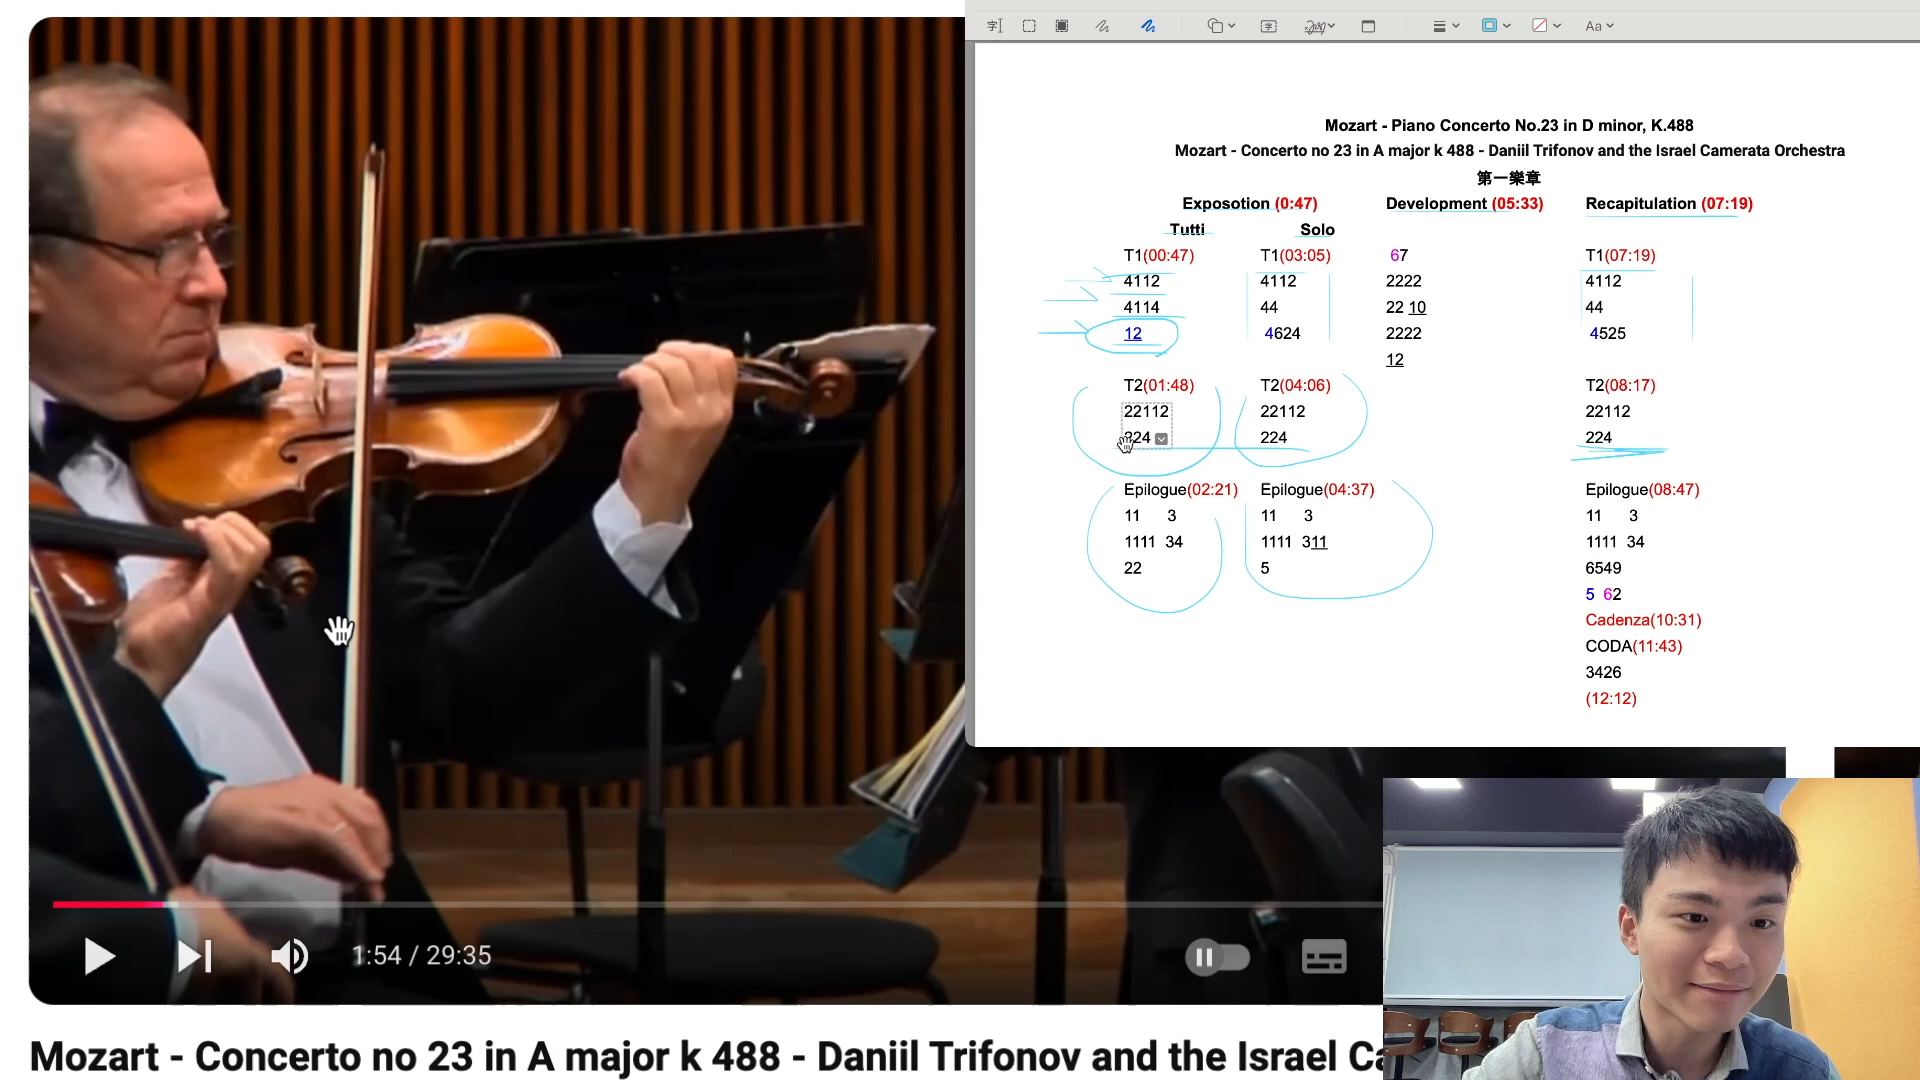 Aa
Mozart - Piano Concerto No.23 in D minor, K.488
Mozart - Concerto no 23 in A major k 488 - Daniil Trifonov and the Israel Camerata Orchestra
第一樂章
Exposotion (0:47) Development (05:33) Recapitulation (07:19)
Tutti Solo
T1(00:47) T1(03:05) 67 T1(07:19)
4112 4112 2222 4112
4114 44 22 10 44
12 4624 2222 4525
12
T2(01:48) T2(04:06) T2(08:17)
22112 22112 22112
224 224 224
Epilogue(02:21) Epilogue(04:37) Epilogue(08:47)
11 3 11 3 11 3
1111 34 1111 311 1111 34
22 5 6549
5 62
Cadenza(10:31)
CODA(11:43)
3426
(12:12)
1:54 / 29:35
Mozart - Concerto no 23 in A major k 488 - Daniil Trifonov and the Israel